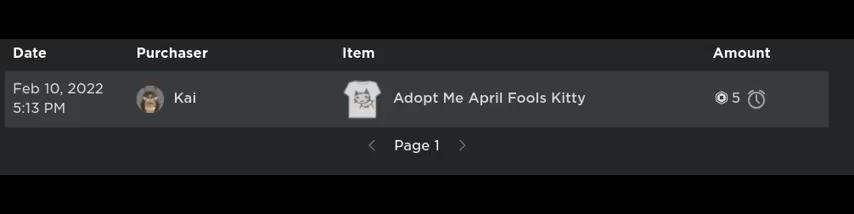 Date Purchaser Item Amount
Feb 10, 2022
5:13 PM
Kai
Adopt Me April Fools Kitty
5
Page 1